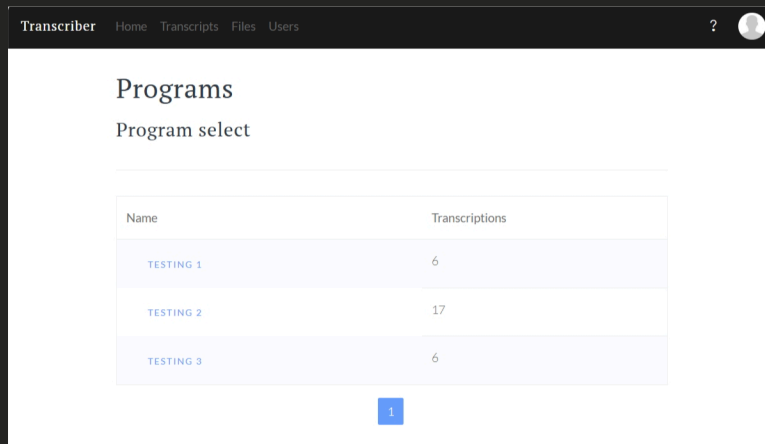 Transcriber Home Transcripts Files Users ?
Programs
Program select
Name Transcriptions
TESTING 1 6
TESTING 2 17
TESTING 3 6
1